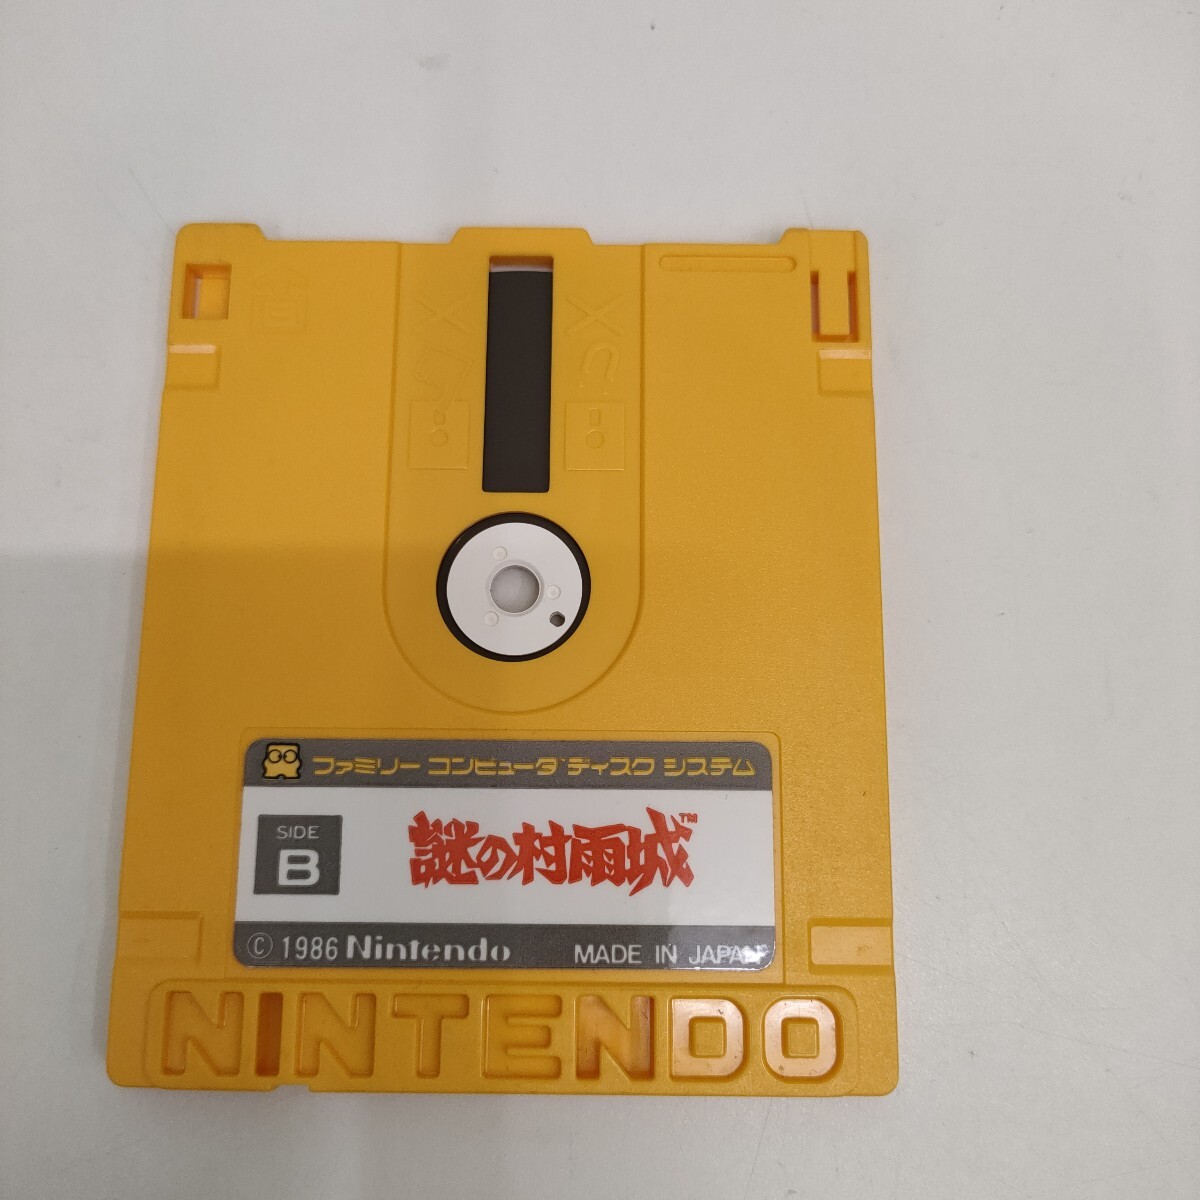 ファミリー コンピュータ ディスク システム
SIDE
B
謎の村雨城™
© 1986 Nintendo
MADE IN JAPAN
NINTENDO